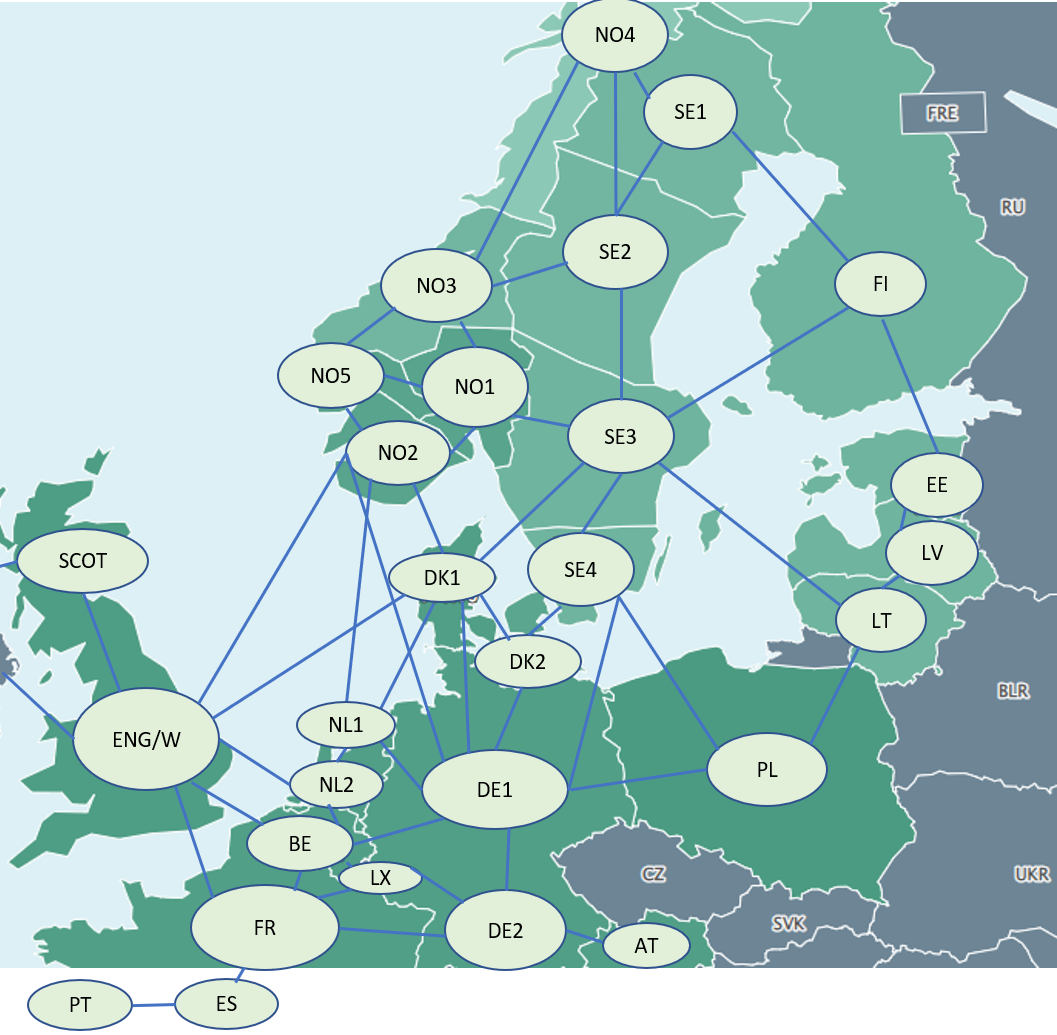 NO4
SE1
FRE
RU
SE2
NO3
FI
NO5
NO1
SE3
NO2
EE
SCOT
LV
DK1
SE4
LT
DK2
BLR
NL1
ENG/W
PL
NL2
DE1
BE
CZ
UKR
LX
SVK
FR
DE2
AT
PT
ES